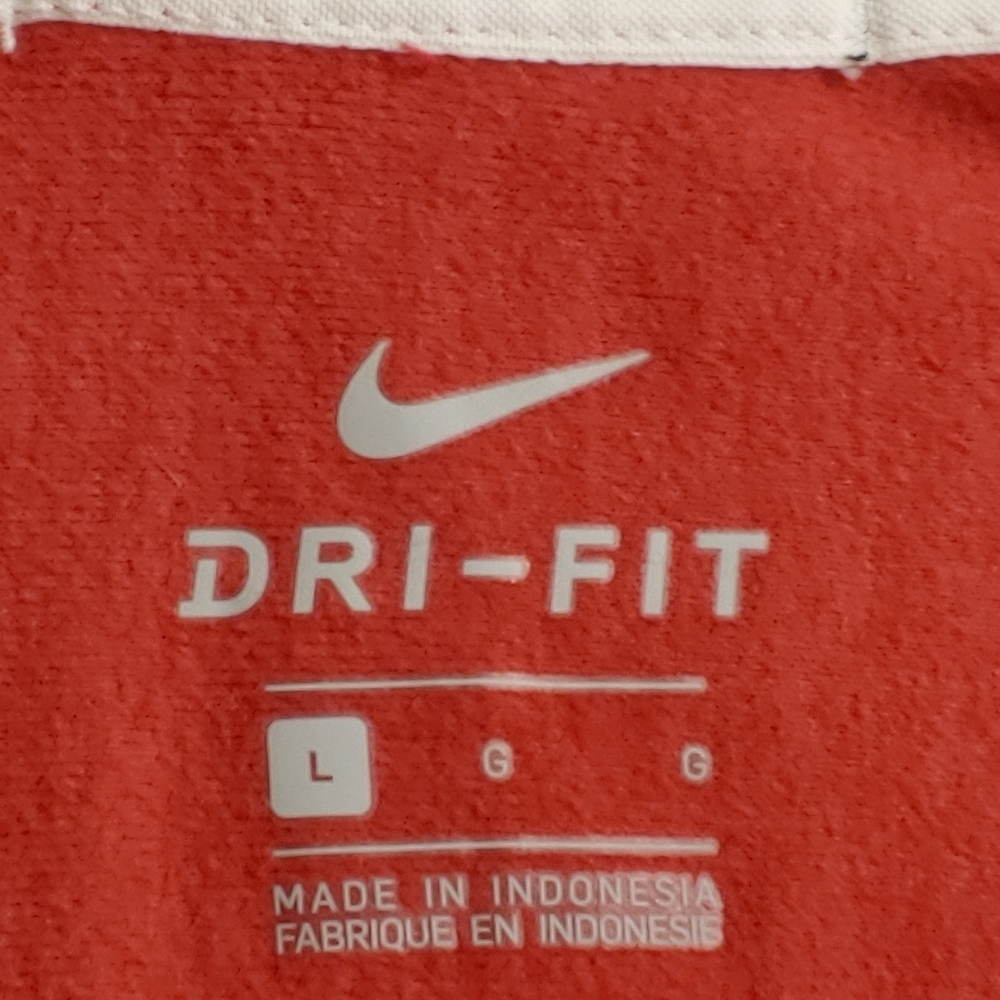 DRI-FIT
L G G
MADE IN INDONESIA
FABRIQUE EN INDONESIE